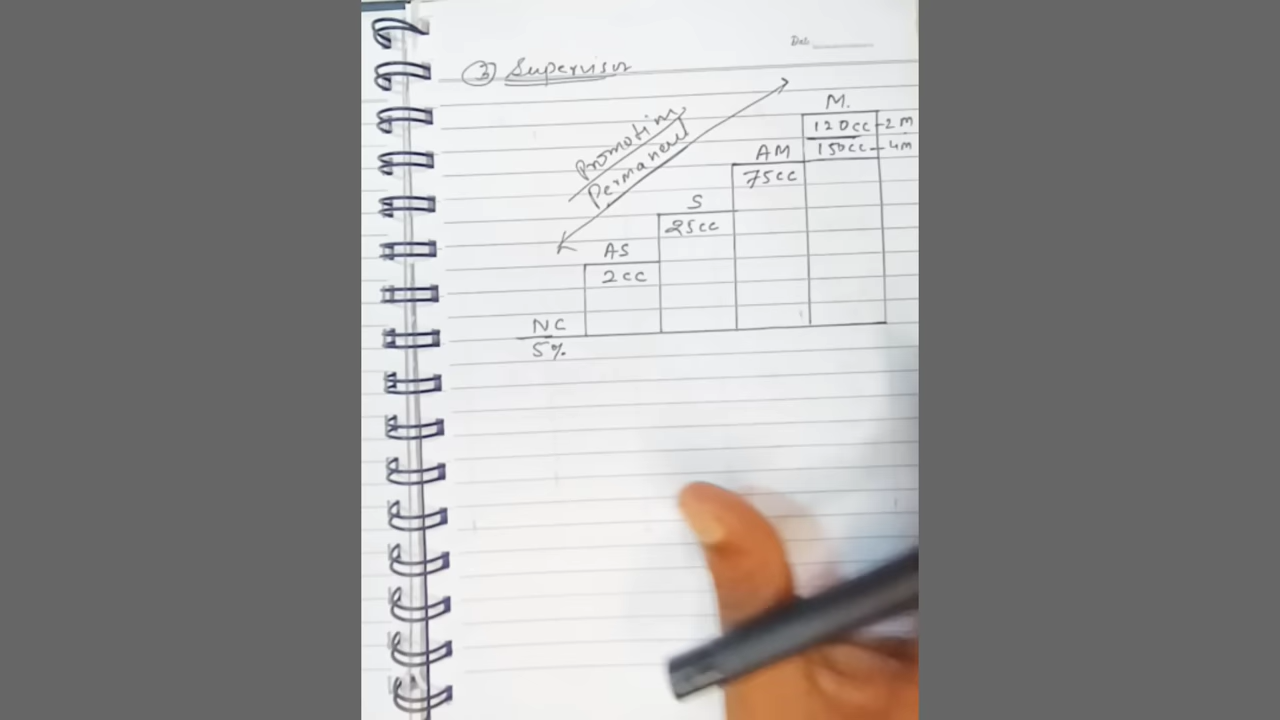 Date
③ Supervisor
Promotion
Permanent
M.
120cc - 2M
150cc - 4M
AM
75cc
S
25cc
AS
2cc
NC
5%